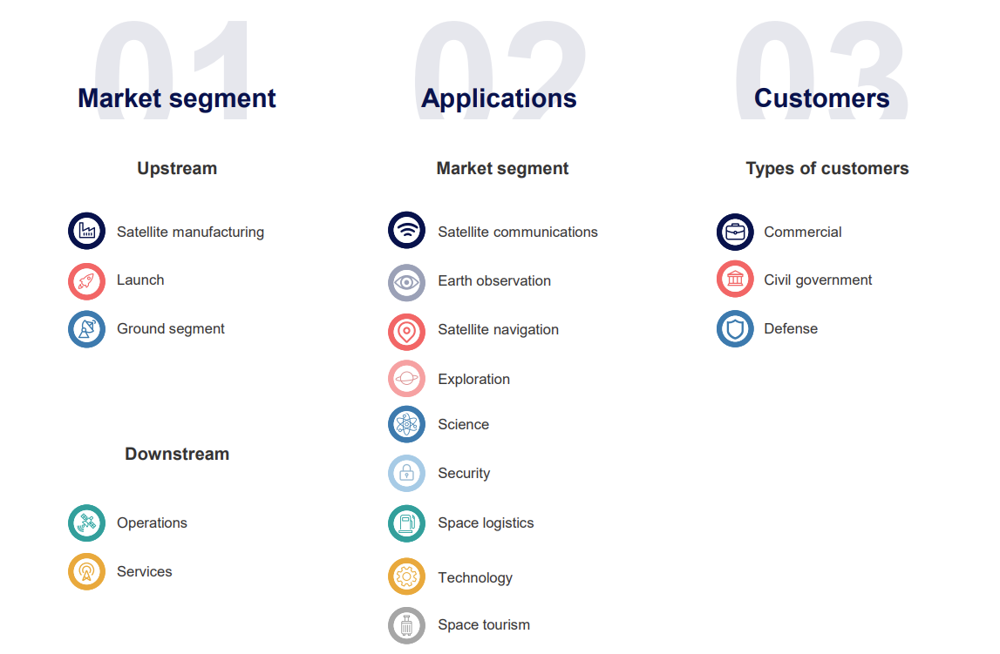 01
Market segment
Upstream
Satellite manufacturing
Launch
Ground segment
Downstream
Operations
Services
02
Applications
Market segment
Satellite communications
Earth observation
Satellite navigation
Exploration
Science
Security
Space logistics
Technology
Space tourism
03
Customers
Types of customers
Commercial
Civil government
Defense